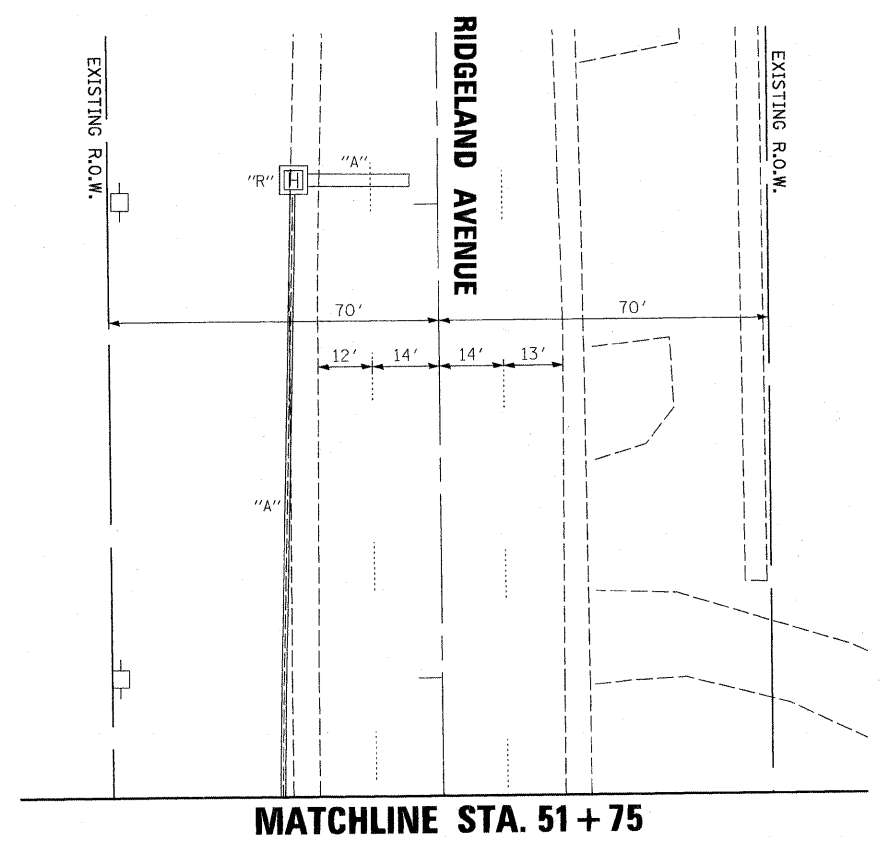 RIDGELAND AVENUE
EXISTING R.O.W.
EXISTING R.O.W.
"A"
"R" H
70' 70'
12' 14' 14' 13'
"A"
MATCHLINE STA. 51 + 75